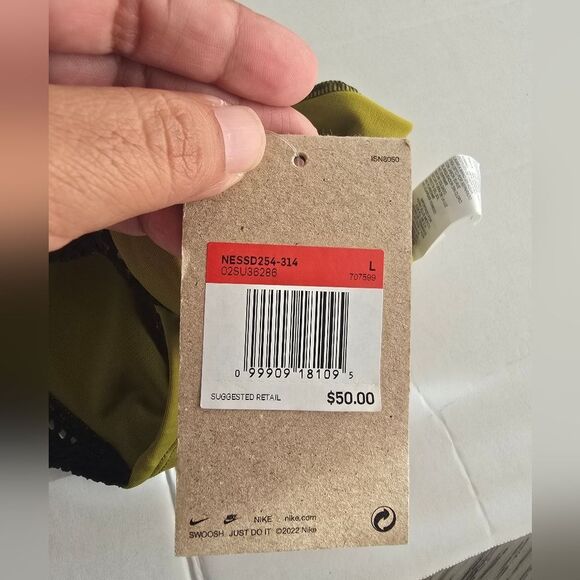 ISN8060
NESSD254-314 L
02SU36286 707599
0 99909 18109 5
SUGGESTED RETAIL $50.00
NIKE nike.com
SWOOSH JUST DO IT ©2022 Nike